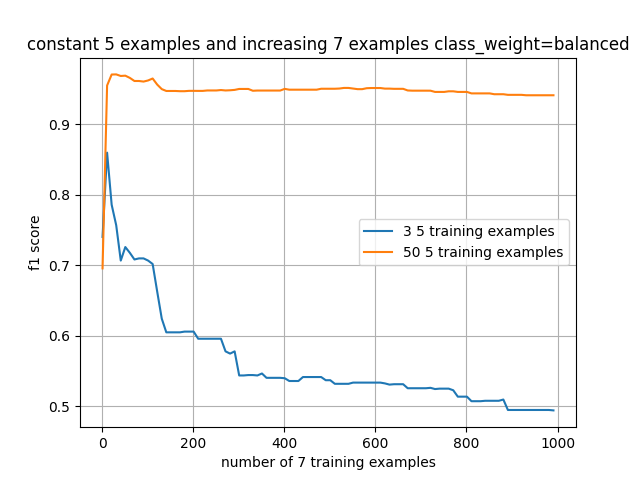 constant 5 examples and increasing 7 examples class_weight=balanced
f1 score
0.9
0.8
0.7
0.6
0.5
3 5 training examples
50 5 training examples
0 200 400 600 800 1000
number of 7 training examples